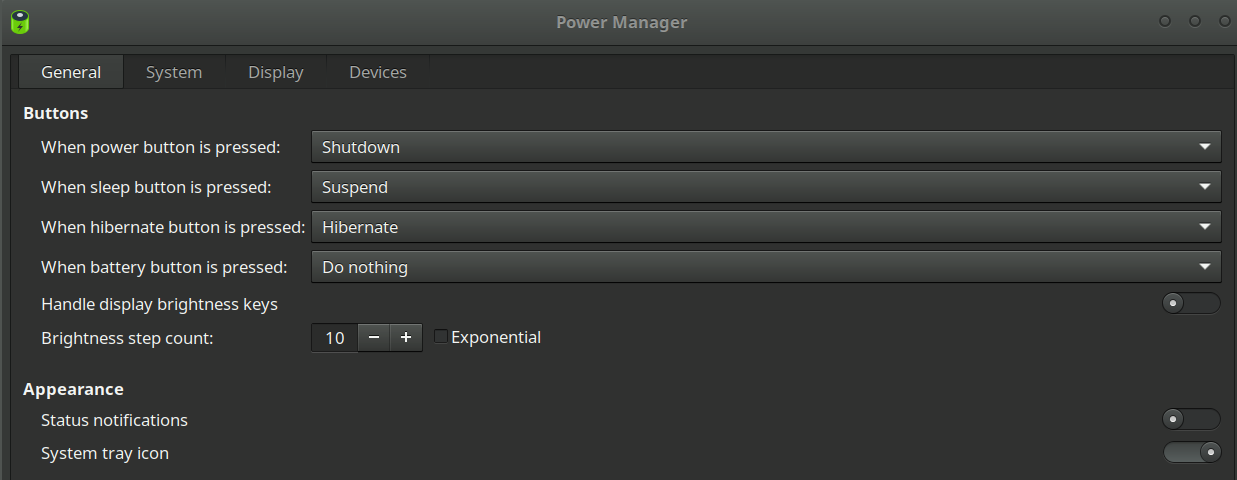 Power Manager
General System Display Devices
Buttons
When power button is pressed: Shutdown
When sleep button is pressed: Suspend
When hibernate button is pressed: Hibernate
When battery button is pressed: Do nothing
Handle display brightness keys
Brightness step count: 10 − + Exponential
Appearance
Status notifications
System tray icon